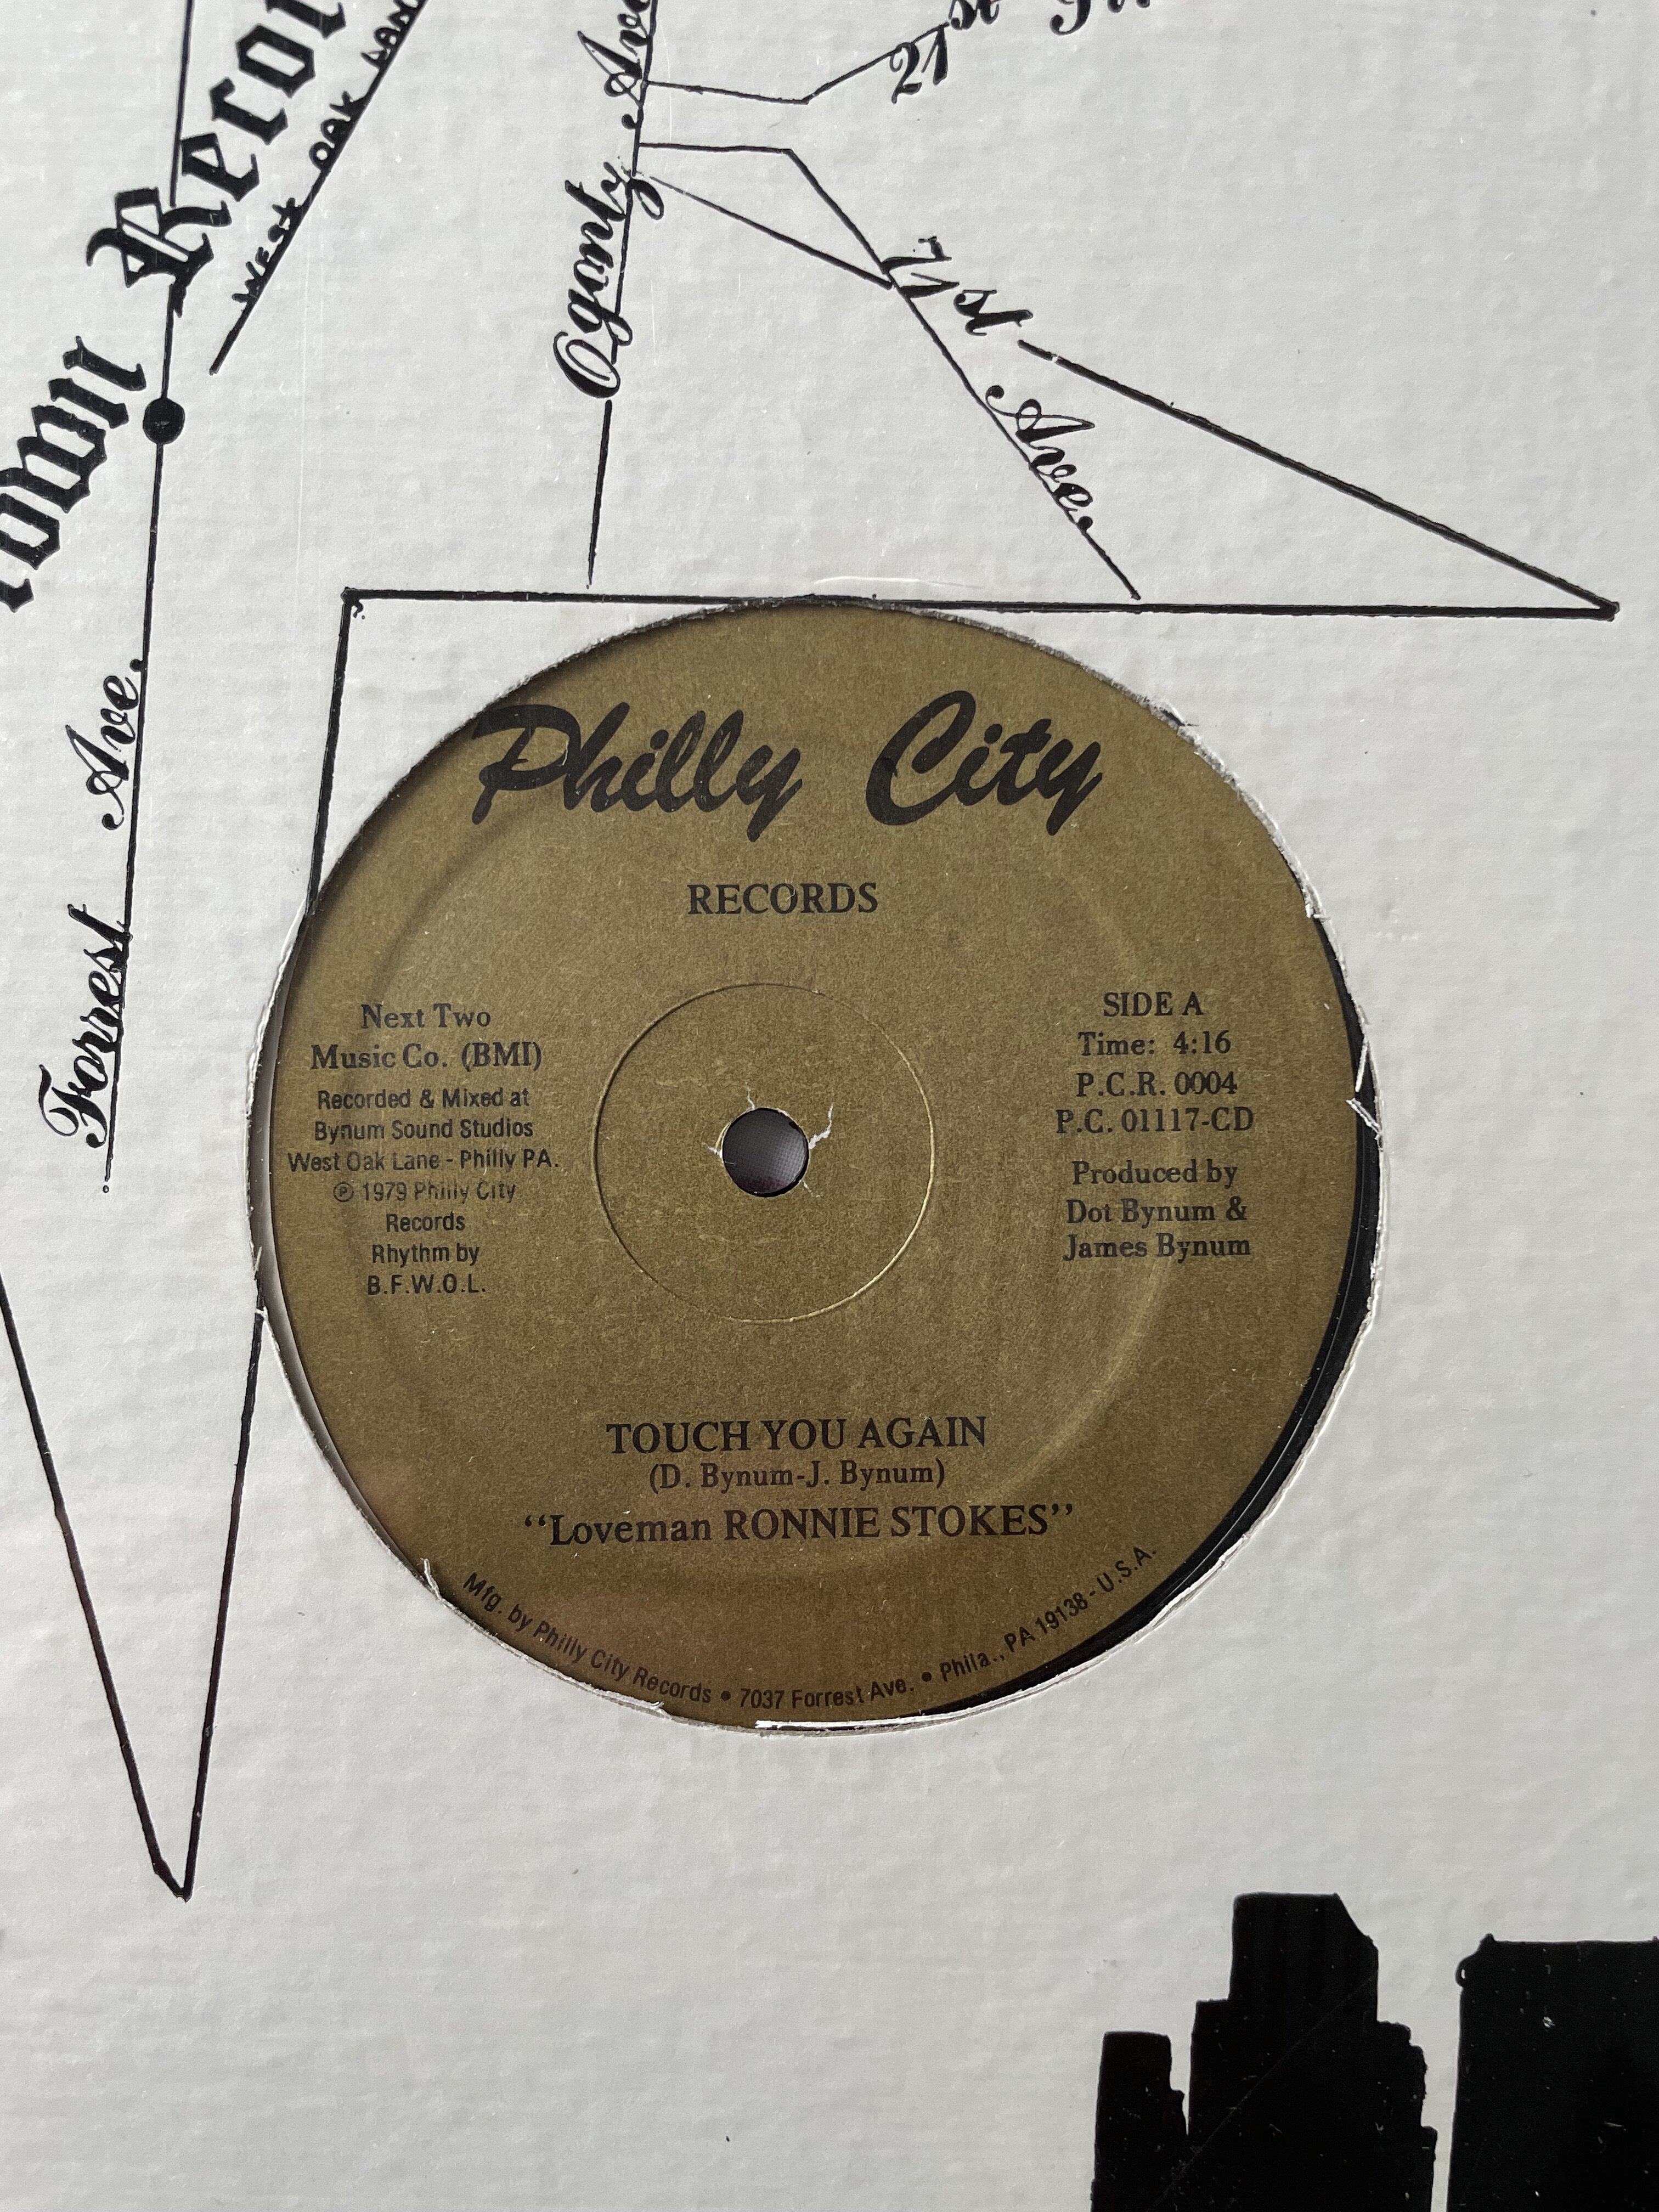 Recor
WEST OAK LAN
Ogontz Ave
21st
71st Ave.
Forrest Ave.
Philly City
RECORDS
Next Two
Music Co. (BMI)
Recorded & Mixed at
Bynum Sound Studios
West Oak Lane - Philly PA.
℗ 1979 Philly City
Records
Rhythm by
B.F.W.O.L.
SIDE A
Time: 4:16
P.C.R. 0004
P.C. 01117-CD
Produced by
Dot Bynum &
James Bynum
TOUCH YOU AGAIN
(D. Bynum-J. Bynum)
"Loveman RONNIE STOKES"
Mfg. by Philly City Records • 7037 Forrest Ave. • Phila., PA 19138 - U.S.A.